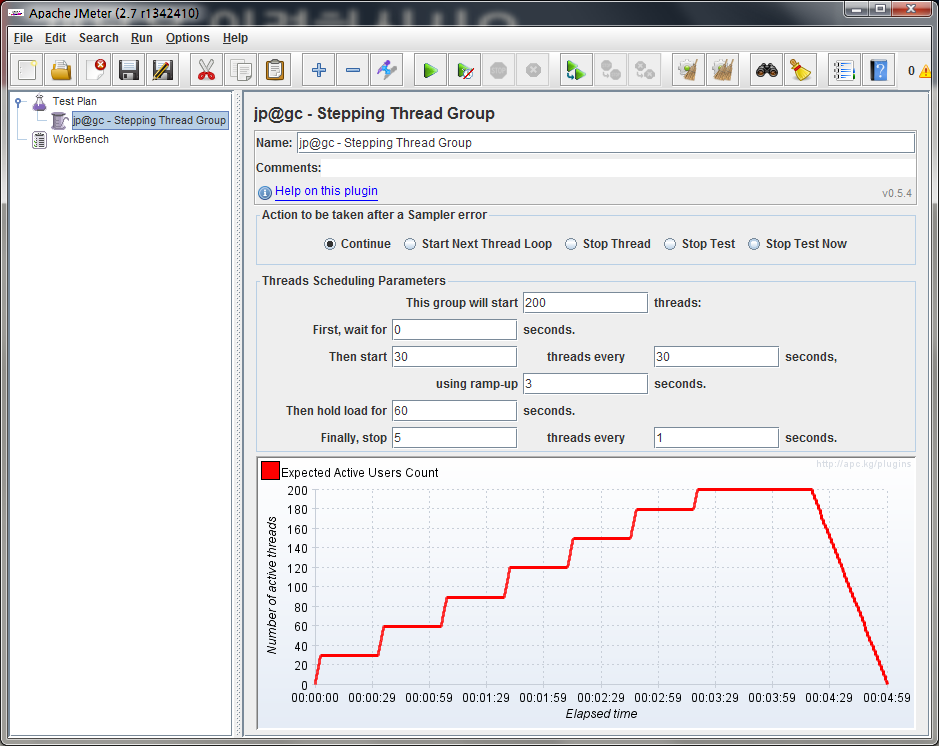 Apache JMeter (2.7 r1342410)
File Edit Search Run Options Help
0
Test Plan
jp@gc - Stepping Thread Group
WorkBench
jp@gc - Stepping Thread Group
Name: jp@gc - Stepping Thread Group
Comments:
Help on this plugin v0.5.4
Action to be taken after a Sampler error
Continue Start Next Thread Loop Stop Thread Stop Test Stop Test Now
Threads Scheduling Parameters
This group will start 200 threads:
First, wait for 0 seconds.
Then start 30 threads every 30 seconds,
using ramp-up 3 seconds.
Then hold load for 60 seconds.
Finally, stop 5 threads every 1 seconds.
http://apc.kg/plugins
Expected Active Users Count
Number of active threads
200
180
160
140
120
100
80
60
40
20
0
00:00:00 00:00:29 00:00:59 00:01:29 00:01:59 00:02:29 00:02:59 00:03:29 00:03:59 00:04:29 00:04:59
Elapsed time